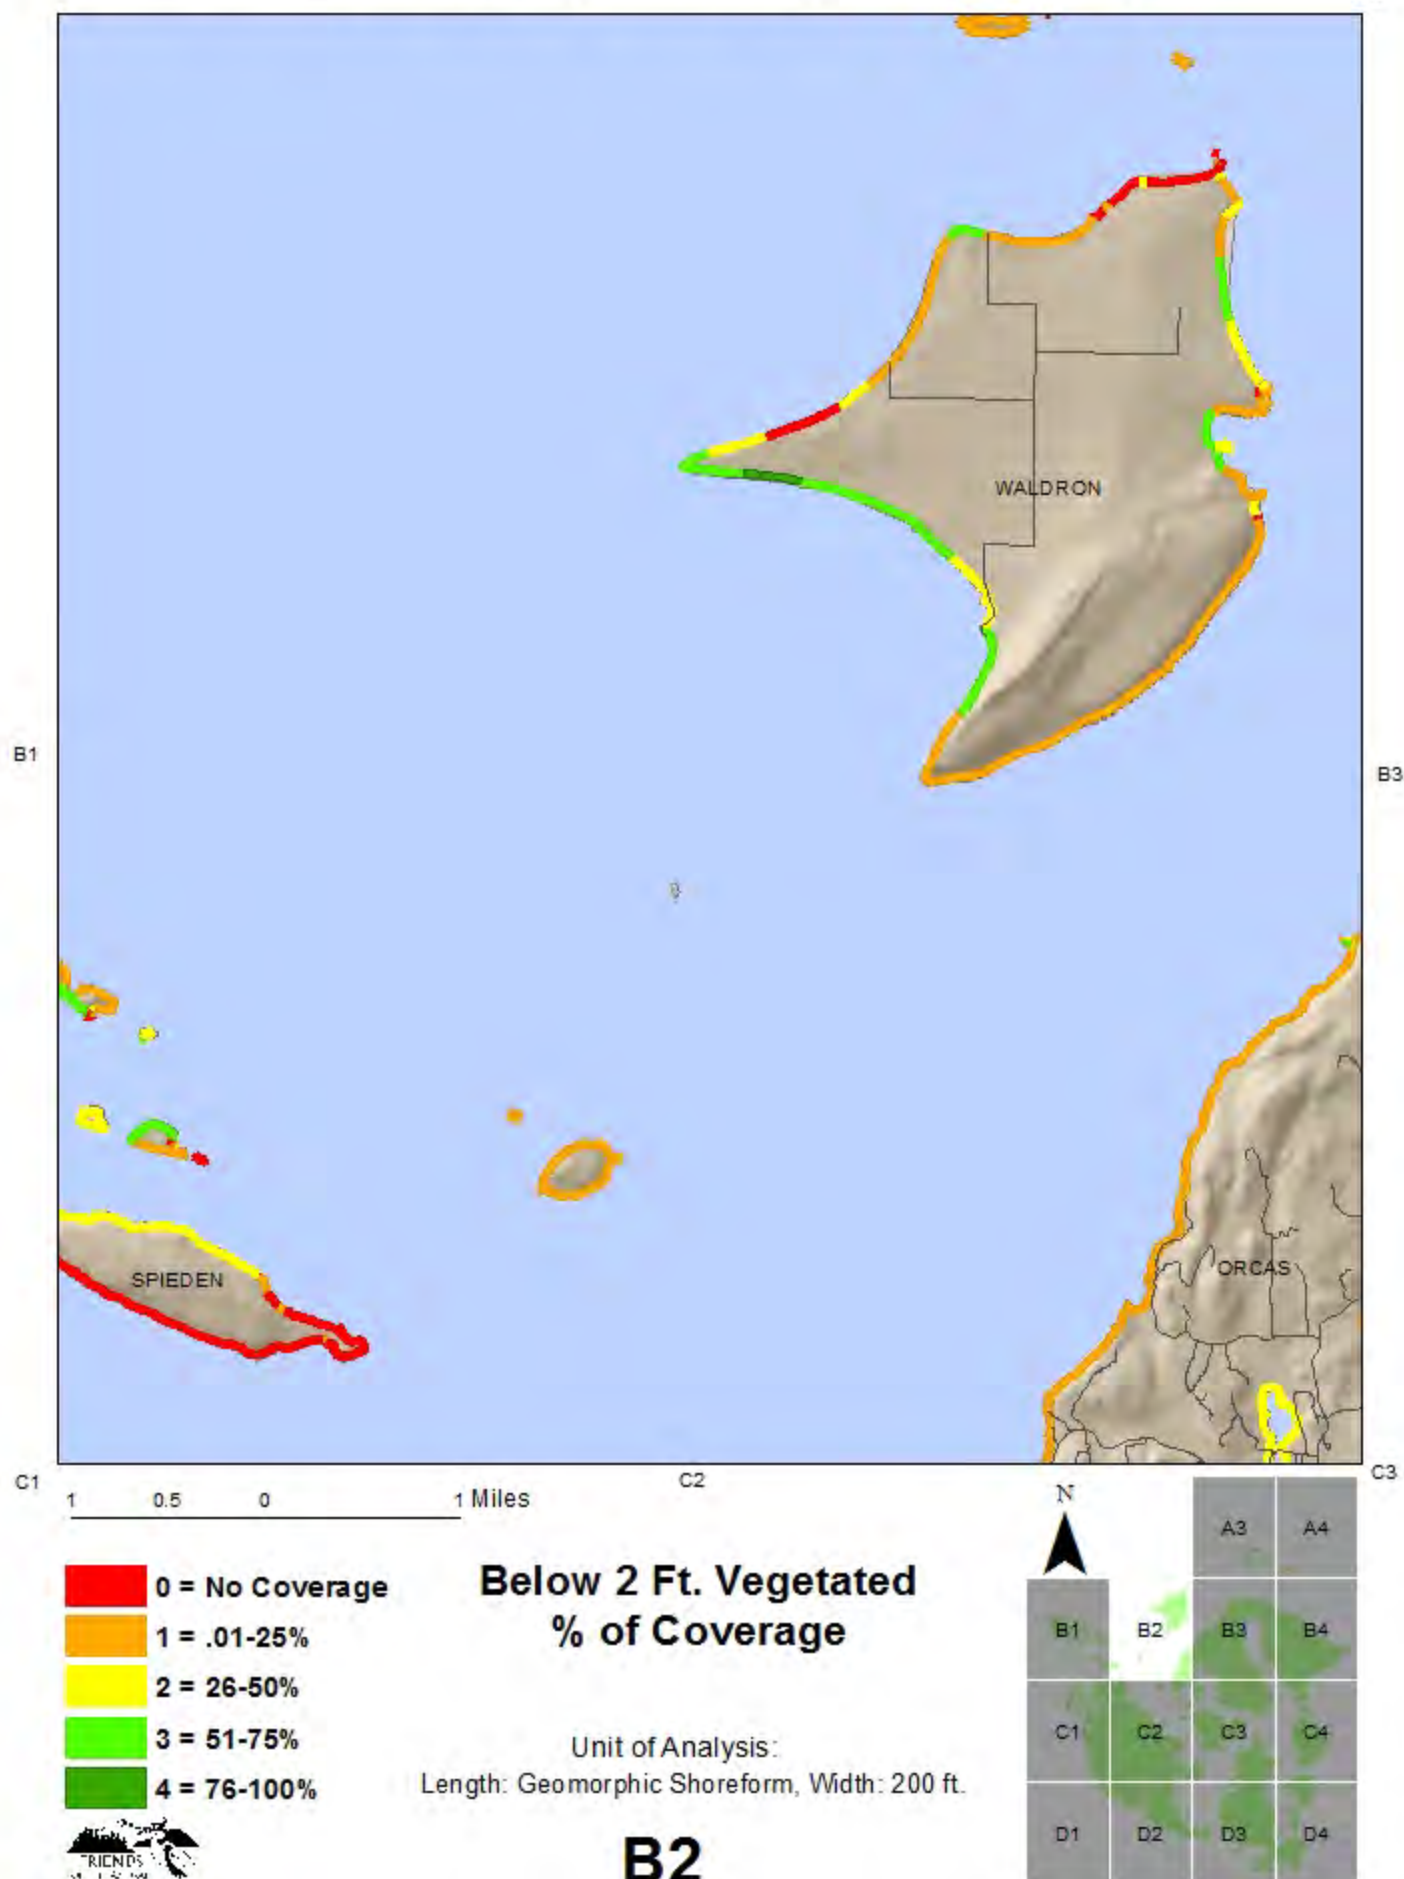 WALDRON
B1
B3
SPIEDEN
ORCAS
C1
C2
C3
1 0.5 0 1 Miles
N
0 = No Coverage
1 = .01-25%
2 = 26-50%
3 = 51-75%
4 = 76-100%
Below 2 Ft. Vegetated
% of Coverage
Unit of Analysis:
Length: Geomorphic Shoreform, Width: 200 ft.
B2
A3 A4
B1 B2 B3 B4
C1 C2 C3 C4
D1 D2 D3 D4
FRIENDS